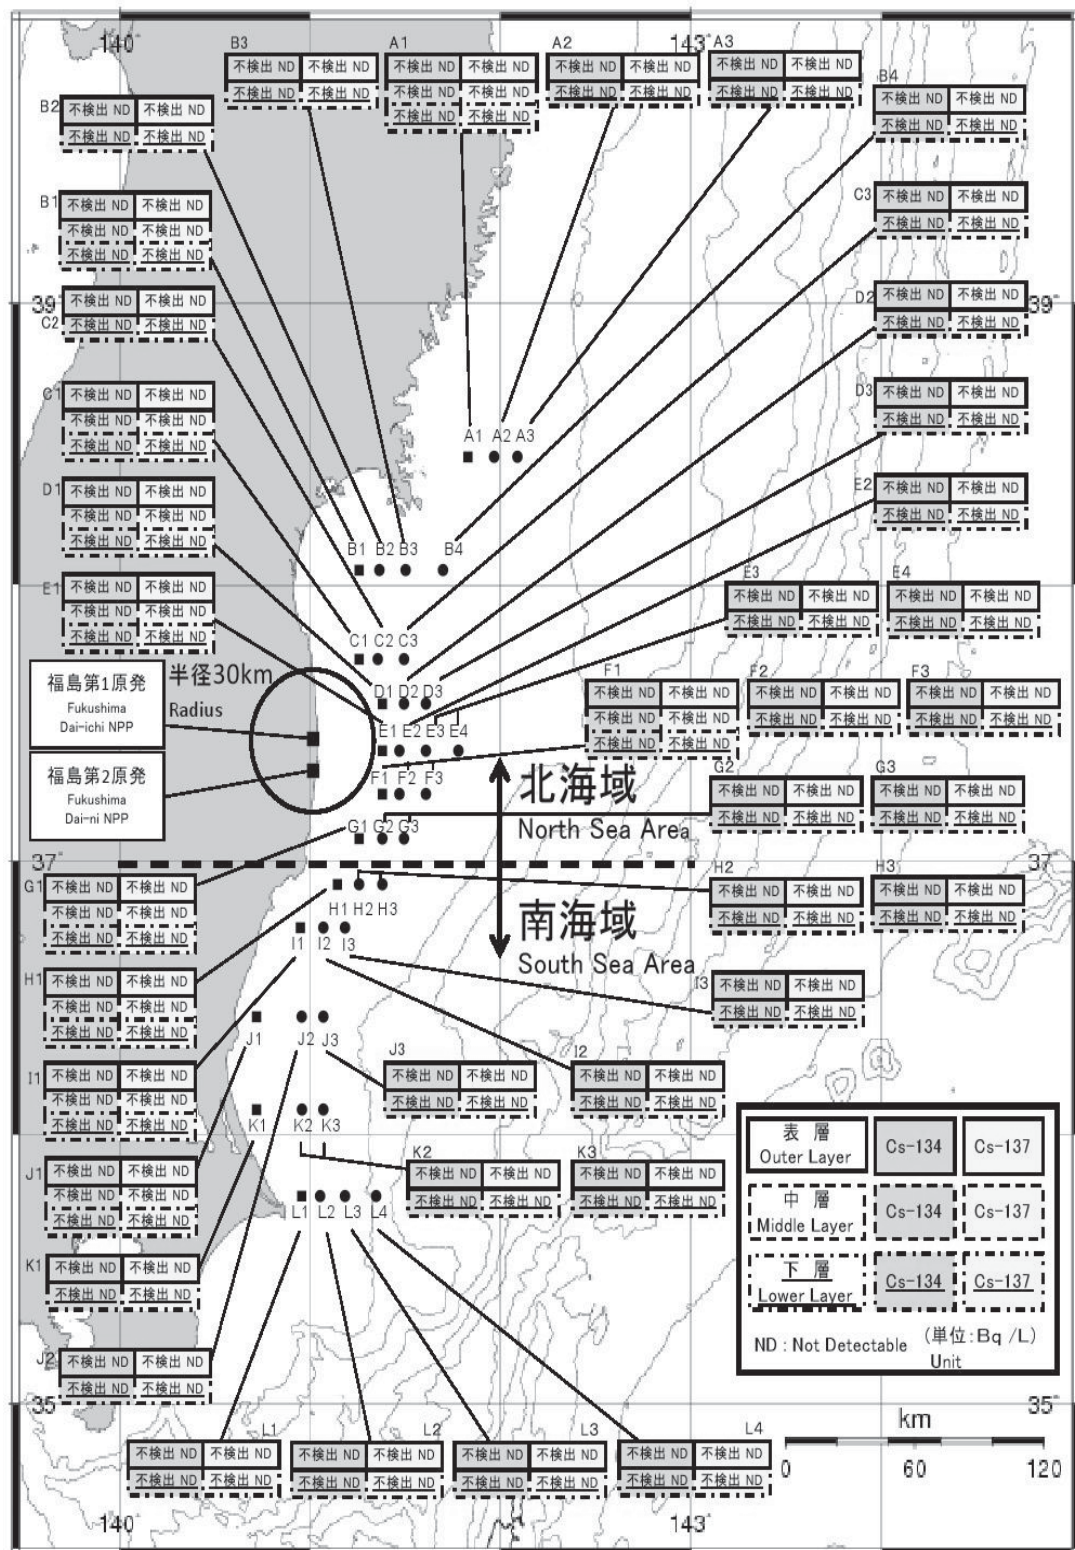 140°
143°
B3
不検出 ND 不検出 ND
不検出 ND 不検出 ND
A1
不検出 ND 不検出 ND
不検出 ND 不検出 ND
不検出 ND 不検出 ND
A2
不検出 ND 不検出 ND
不検出 ND 不検出 ND
A3
不検出 ND 不検出 ND
不検出 ND 不検出 ND
B4
不検出 ND 不検出 ND
不検出 ND 不検出 ND
B2
不検出 ND 不検出 ND
不検出 ND 不検出 ND
B1
不検出 ND 不検出 ND
不検出 ND 不検出 ND
不検出 ND 不検出 ND
C3
不検出 ND 不検出 ND
不検出 ND 不検出 ND
39°
39°
C2
不検出 ND 不検出 ND
不検出 ND 不検出 ND
D2
不検出 ND 不検出 ND
不検出 ND 不検出 ND
C1
不検出 ND 不検出 ND
不検出 ND 不検出 ND
不検出 ND 不検出 ND
D3
不検出 ND 不検出 ND
不検出 ND 不検出 ND
A1 A2 A3
D1
不検出 ND 不検出 ND
不検出 ND 不検出 ND
不検出 ND 不検出 ND
E2
不検出 ND 不検出 ND
不検出 ND 不検出 ND
B1 B2 B3 B4
E1
不検出 ND 不検出 ND
不検出 ND 不検出 ND
不検出 ND 不検出 ND
E3
不検出 ND 不検出 ND
不検出 ND 不検出 ND
E4
不検出 ND 不検出 ND
不検出 ND 不検出 ND
C1 C2 C3
福島第1原発
Fukushima
Dai-ichi NPP
半径30km
Radius
D1 D2 D3
F1
不検出 ND 不検出 ND
不検出 ND 不検出 ND
不検出 ND 不検出 ND
F2
不検出 ND 不検出 ND
不検出 ND 不検出 ND
F3
不検出 ND 不検出 ND
不検出 ND 不検出 ND
E1 E2 E3 E4
福島第2原発
Fukushima
Dai-ni NPP
F1 F2 F3
北海域
North Sea Area
G2
不検出 ND 不検出 ND
不検出 ND 不検出 ND
G3
不検出 ND 不検出 ND
不検出 ND 不検出 ND
G1 G2 G3
37°
37°
G1
不検出 ND 不検出 ND
不検出 ND 不検出 ND
不検出 ND 不検出 ND
H2
不検出 ND 不検出 ND
不検出 ND 不検出 ND
H3
不検出 ND 不検出 ND
不検出 ND 不検出 ND
H1 H2 H3
南海域
South Sea Area
I1 I2 I3
H1
不検出 ND 不検出 ND
不検出 ND 不検出 ND
不検出 ND 不検出 ND
I3
不検出 ND 不検出 ND
不検出 ND 不検出 ND
J1 J2 J3
I1
不検出 ND 不検出 ND
不検出 ND 不検出 ND
不検出 ND 不検出 ND
J3
不検出 ND 不検出 ND
不検出 ND 不検出 ND
I2
不検出 ND 不検出 ND
不検出 ND 不検出 ND
K1 K2 K3
J1
不検出 ND 不検出 ND
不検出 ND 不検出 ND
不検出 ND 不検出 ND
K2
不検出 ND 不検出 ND
不検出 ND 不検出 ND
K3
不検出 ND 不検出 ND
不検出 ND 不検出 ND
L1 L2 L3 L4
K1
不検出 ND 不検出 ND
不検出 ND 不検出 ND
J2
不検出 ND 不検出 ND
不検出 ND 不検出 ND
表 層
Outer Layer
Cs-134 Cs-137
中 層
Middle Layer
Cs-134 Cs-137
下 層
Lower Layer
Cs-134 Cs-137
ND : Not Detectable (単位:Bq /L)
Unit
35°
35°
L1
不検出 ND 不検出 ND
不検出 ND 不検出 ND
L2
不検出 ND 不検出 ND
不検出 ND 不検出 ND
L3
不検出 ND 不検出 ND
不検出 ND 不検出 ND
L4
不検出 ND 不検出 ND
不検出 ND 不検出 ND
km
0 60 120
140°
143°